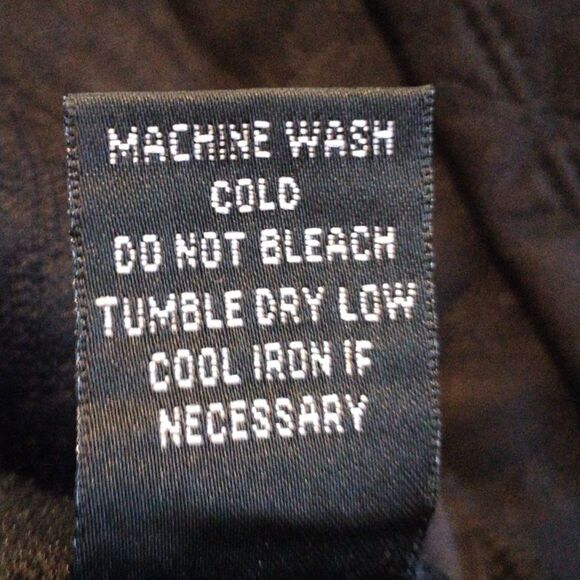 MACHINE WASH
COLD
DO NOT BLEACH
TUMBLE DRY LOW
COOL IRON IF
NECESSARY